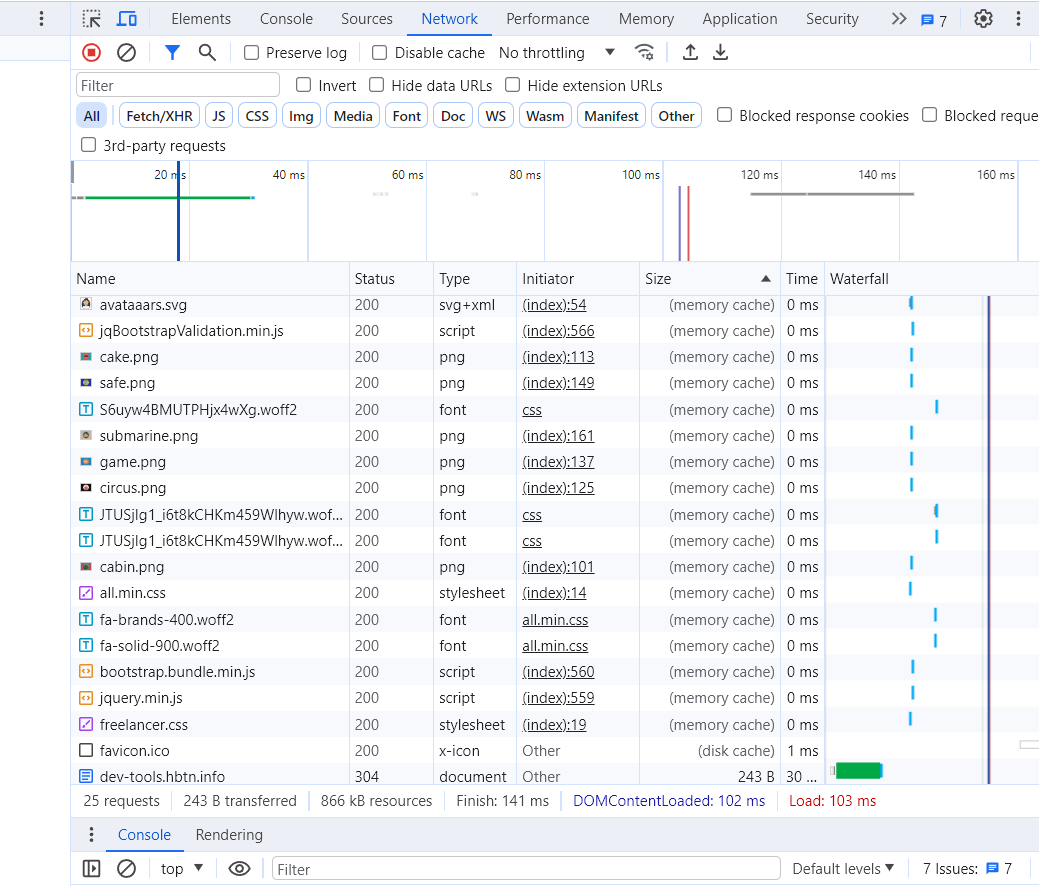 Elements Console Sources Network Performance Memory Application Security 7
Preserve log Disable cache No throttling
Filter Invert Hide data URLs Hide extension URLs
All Fetch/XHR JS CSS Img Media Font Doc WS Wasm Manifest Other Blocked response cookies Blocked reque
3rd-party requests
20 ms 40 ms 60 ms 80 ms 100 ms 120 ms 140 ms 160 ms
Name Status Type Initiator Size Time Waterfall
avataaars.svg 200 svg+xml (index):54 (memory cache) 0 ms
jqBootstrapValidation.min.js 200 script (index):566 (memory cache) 0 ms
cake.png 200 png (index):113 (memory cache) 0 ms
safe.png 200 png (index):149 (memory cache) 0 ms
S6uyw4BMUTPHjx4wXg.woff2 200 font css (memory cache) 0 ms
submarine.png 200 png (index):161 (memory cache) 0 ms
game.png 200 png (index):137 (memory cache) 0 ms
circus.png 200 png (index):125 (memory cache) 0 ms
JTUSjIg1_i6t8kCHKm459Wlhyw.wof... 200 font css (memory cache) 0 ms
JTUSjIg1_i6t8kCHKm459Wlhyw.wof... 200 font css (memory cache) 0 ms
cabin.png 200 png (index):101 (memory cache) 0 ms
all.min.css 200 stylesheet (index):14 (memory cache) 0 ms
fa-brands-400.woff2 200 font all.min.css (memory cache) 0 ms
fa-solid-900.woff2 200 font all.min.css (memory cache) 0 ms
bootstrap.bundle.min.js 200 script (index):560 (memory cache) 0 ms
jquery.min.js 200 script (index):559 (memory cache) 0 ms
freelancer.css 200 stylesheet (index):19 (memory cache) 0 ms
favicon.ico 200 x-icon Other (disk cache) 1 ms
dev-tools.hbtn.info 304 document Other 243 B 30 ...
25 requests 243 B transferred 866 kB resources Finish: 141 ms DOMContentLoaded: 102 ms Load: 103 ms
Console Rendering
top Filter Default levels 7 Issues: 7